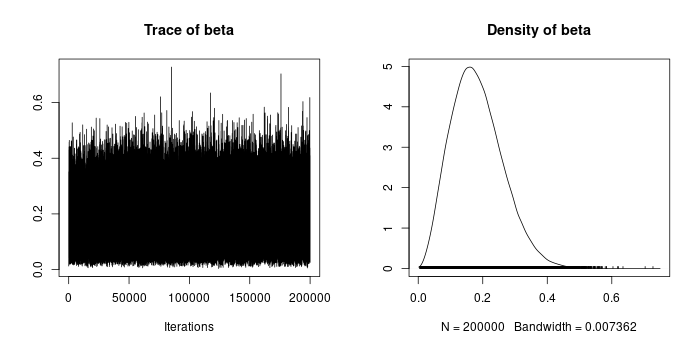 Trace of beta
0.6
0.4
0.2
0.0
0 50000 100000 150000 200000
Iterations
Density of beta
5
4
3
2
1
0
0.0 0.2 0.4 0.6
N = 200000 Bandwidth = 0.007362